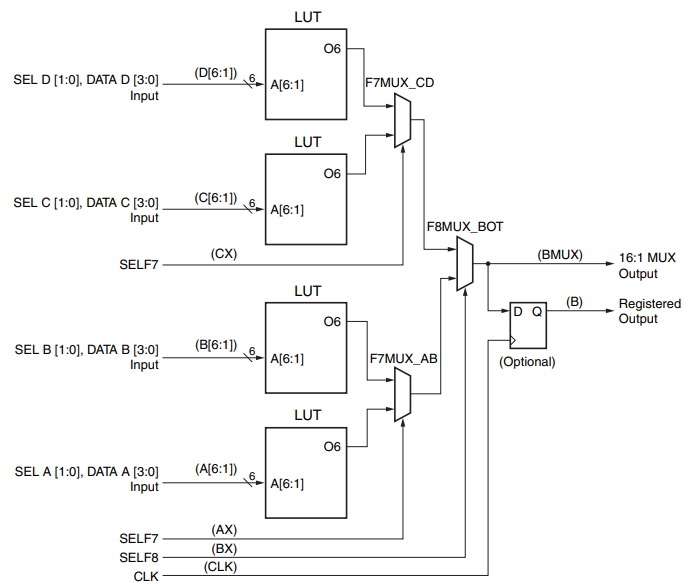 LUT
O6
(D[6:1])
6
A[6:1]
SEL D [1:0], DATA D [3:0]
Input
F7MUX_CD
LUT
O6
(C[6:1])
6
A[6:1]
SEL C [1:0], DATA C [3:0]
Input
F8MUX_BOT
(CX)
SELF7
(BMUX)
16:1 MUX
Output
LUT
O6
(B)
Registered
Output
D Q
(Optional)
(B[6:1])
6
A[6:1]
SEL B [1:0], DATA B [3:0]
Input
F7MUX_AB
LUT
O6
(A[6:1])
6
A[6:1]
SEL A [1:0], DATA A [3:0]
Input
(AX)
SELF7
(BX)
SELF8
(CLK)
CLK